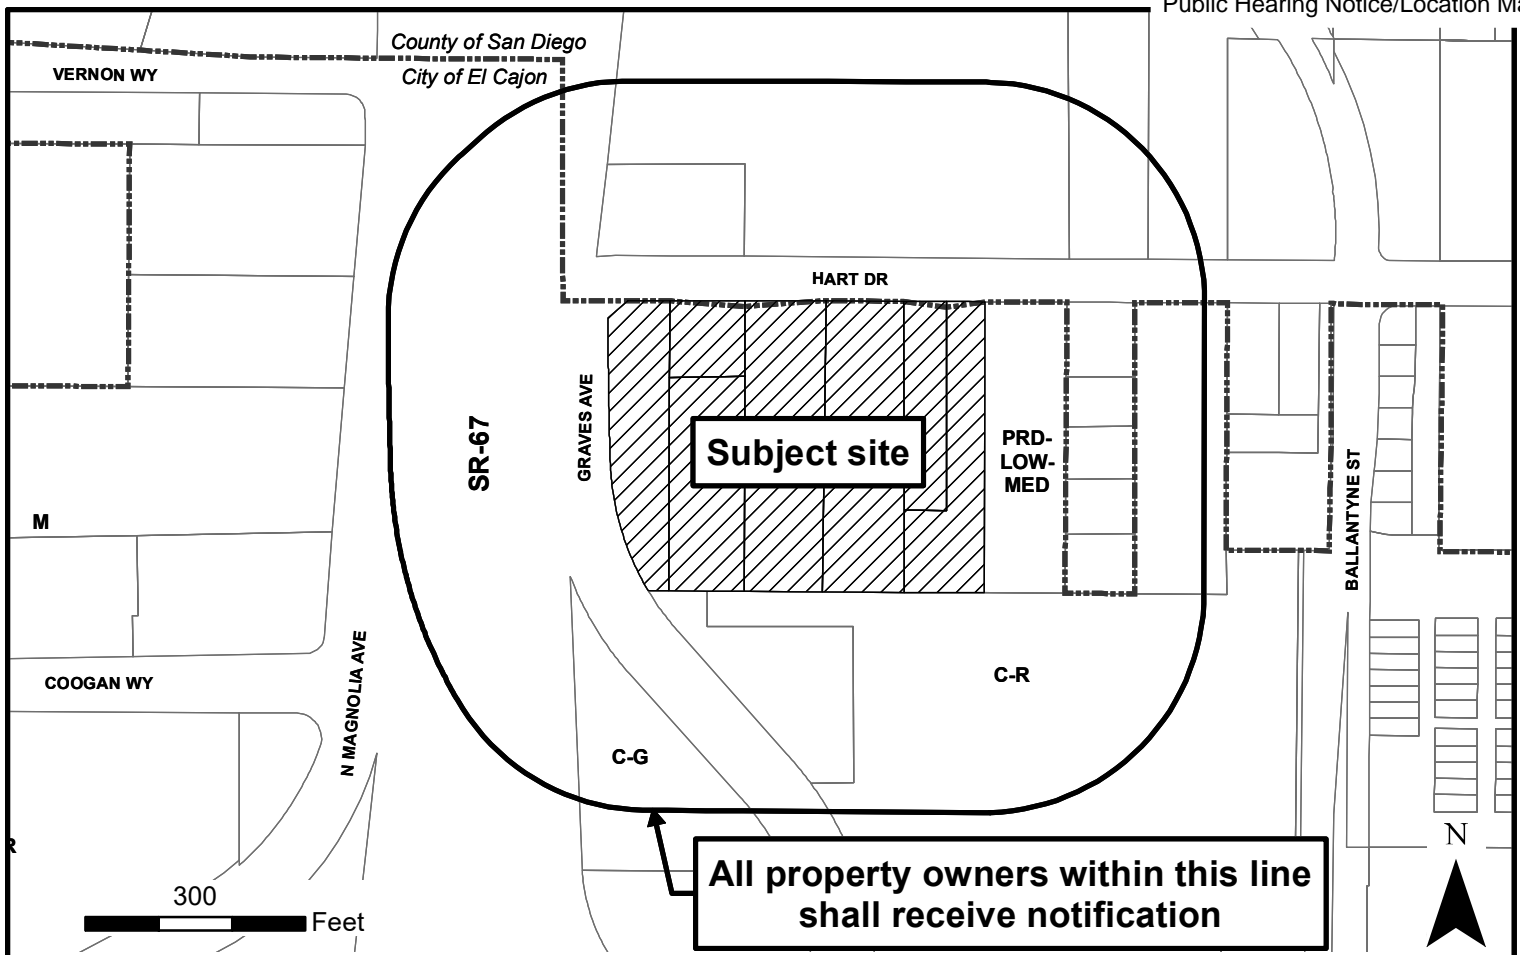 Public Hearing Notice/Location Ma
County of San Diego
City of El Cajon
VERNON WY
HART DR
GRAVES AVE
SR-67
Subject site
PRD-
LOW-
MED
M
BALLANTYNE ST
COOGAN WY
N MAGNOLIA AVE
C-R
C-G
R
All property owners within this line
shall receive notification
300
Feet
N